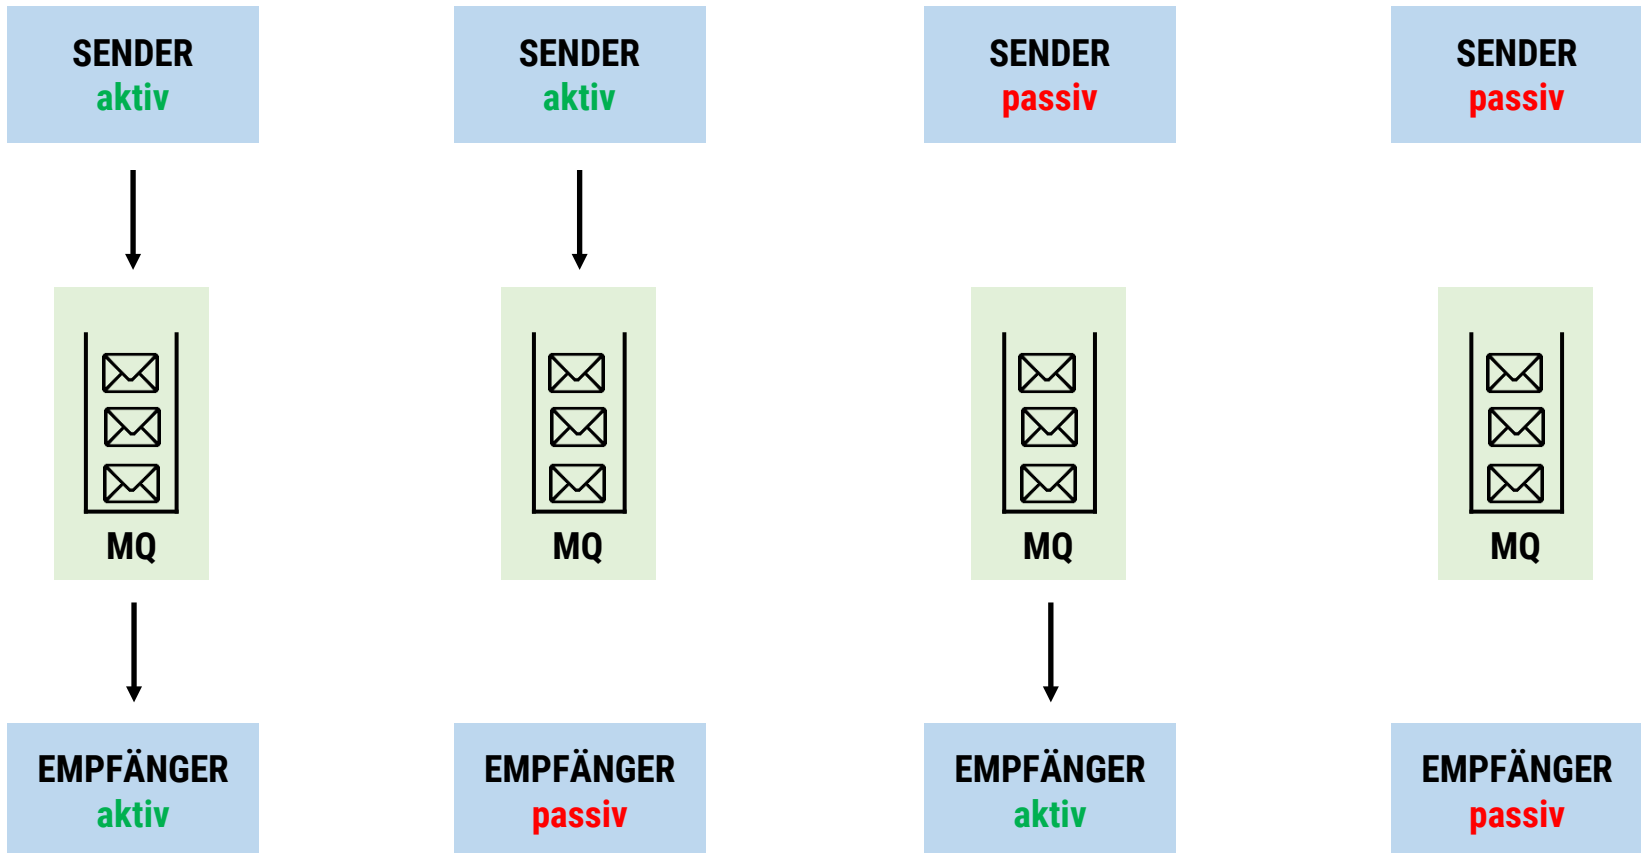 SENDER
aktiv
SENDER
aktiv
SENDER
passiv
SENDER
passiv
MQ
MQ
MQ
MQ
EMPFÄNGER
aktiv
EMPFÄNGER
passiv
EMPFÄNGER
aktiv
EMPFÄNGER
passiv